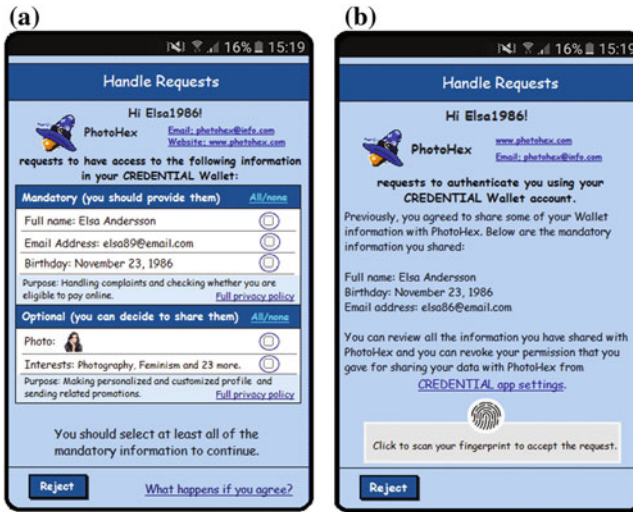 (a)
16% 15:19
Handle Requests
Hi Elsa1986!
PhotoHex
Email: photohex@info.com
Website: www.photohex.com
requests to have access to the following information
in your CREDENTIAL Wallet:
Mandatory (you should provide them) All/none
Full name: Elsa Andersson
Email Address: elsa89@email.com
Birthday: November 23, 1986
Purpose: Handling complaints and checking whether you are
eligible to pay online. Full privacy policy
Optional (you can decide to share them) All/none
Photo:
Interests: Photography, Feminism and 23 more.
Purpose: Making personalized and customized profile and
sending related promotions. Full privacy policy
You should select at least all of the
mandatory information to continue.
Reject What happens if you agree?
(b)
16% 15:19
Handle Requests
Hi Elsa1986!
PhotoHex
www.photohex.com
Email: photohex@info.com
requests to authenticate you using your
CREDENTIAL Wallet account.
Previously, you agreed to share some of your Wallet
information with PhotoHex. Below are the mandatory
information you shared:
Full name: Elsa Andersson
Birthday: November 23, 1986
Email address: elsa86@email.com
You can review all the information you have shared with
PhotoHex and you can revoke your permission that you
gave for sharing your data with PhotoHex from
CREDENTIAL app settings.
Click to scan your fingerprint to accept the request.
Reject